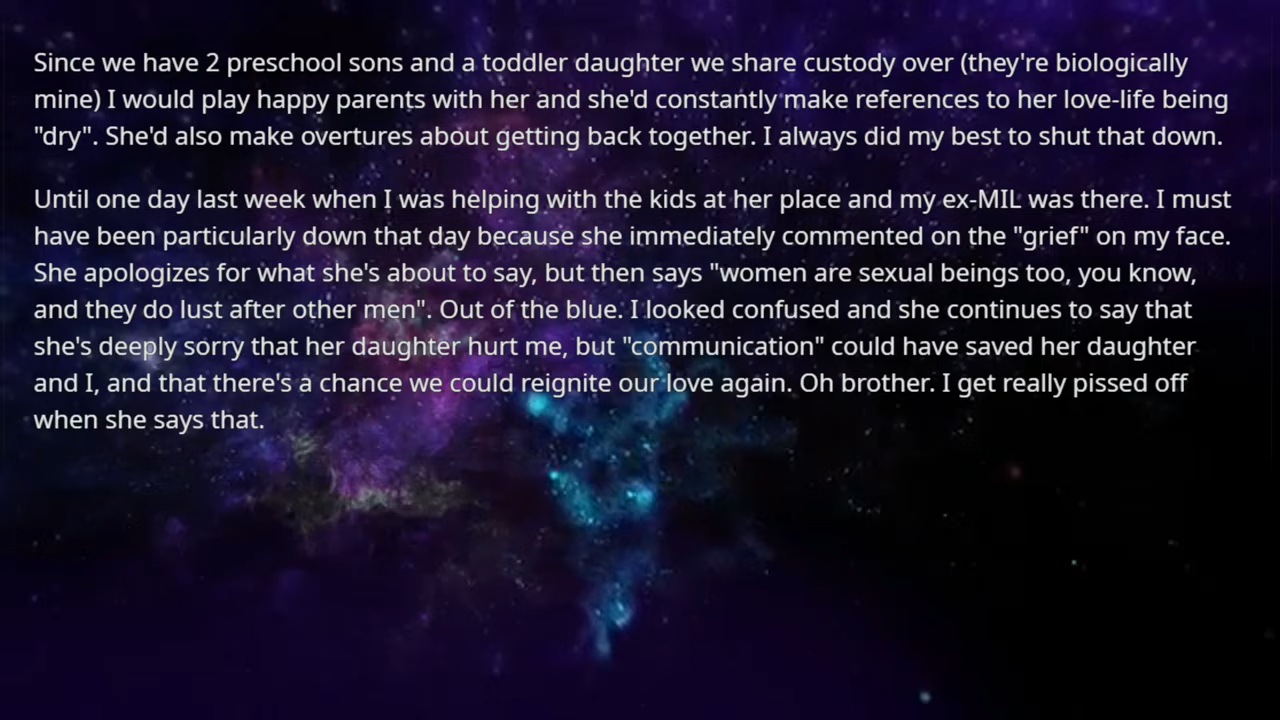 Since we have 2 preschool sons and a toddler daughter we share custody over (they're biologically
mine) I would play happy parents with her and she'd constantly make references to her love-life being
"dry". She'd also make overtures about getting back together. I always did my best to shut that down.
Until one day last week when I was helping with the kids at her place and my ex-MIL was there. I must
have been particularly down that day because she immediately commented on the "grief" on my face.
She apologizes for what she's about to say, but then says "women are sexual beings too, you know,
and they do lust after other men". Out of the blue. I looked confused and she continues to say that
she's deeply sorry that her daughter hurt me, but "communication" could have saved her daughter
and I, and that there's a chance we could reignite our love again. Oh brother. I get really pissed off
when she says that.